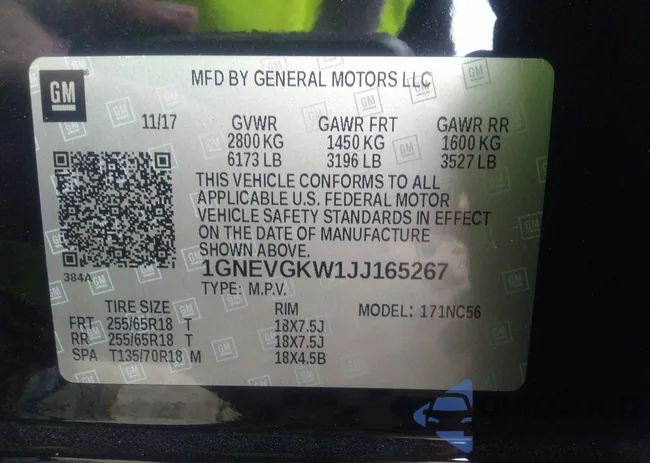 GM
MFD BY GENERAL MOTORS LLC
11/17 GVWR GAWR FRT GAWR RR
2800 KG 1450 KG 1600 KG
6173 LB 3196 LB 3527 LB
THIS VEHICLE CONFORMS TO ALL
APPLICABLE U.S. FEDERAL MOTOR
VEHICLE SAFETY STANDARDS IN EFFECT
ON THE DATE OF MANUFACTURE
SHOWN ABOVE.
384A
1GNEVGKW1JJ165267
TYPE: M.P.V.
TIRE SIZE RIM MODEL: 171NC56
FRT 255/65R18 T 18X7.5J
RR 255/65R18 T 18X7.5J
SPA T135/70R18 M 18X4.5B